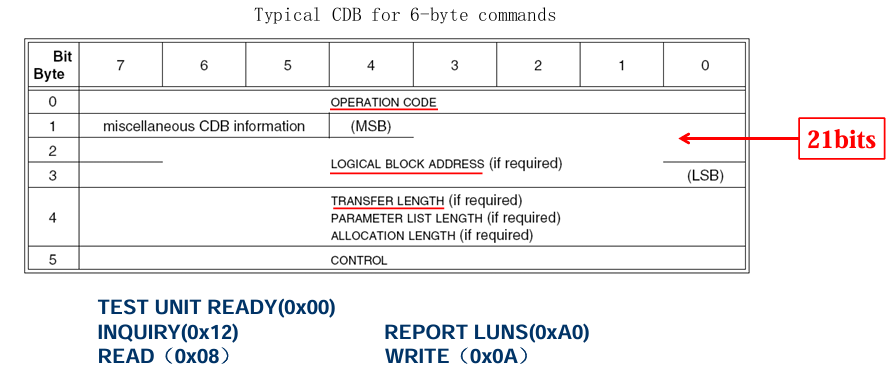 Typical CDB for 6-byte commands
Bit
Byte 7 6 5 4 3 2 1 0
0 OPERATION CODE
1 miscellaneous CDB information (MSB)
2
LOGICAL BLOCK ADDRESS (if required)
3 (LSB)
21bits
TRANSFER LENGTH (if required)
4 PARAMETER LIST LENGTH (if required)
ALLOCATION LENGTH (if required)
5 CONTROL
TEST UNIT READY(0x00)
INQUIRY(0x12) REPORT LUNS(0xA0)
READ（0x08） WRITE（0x0A）